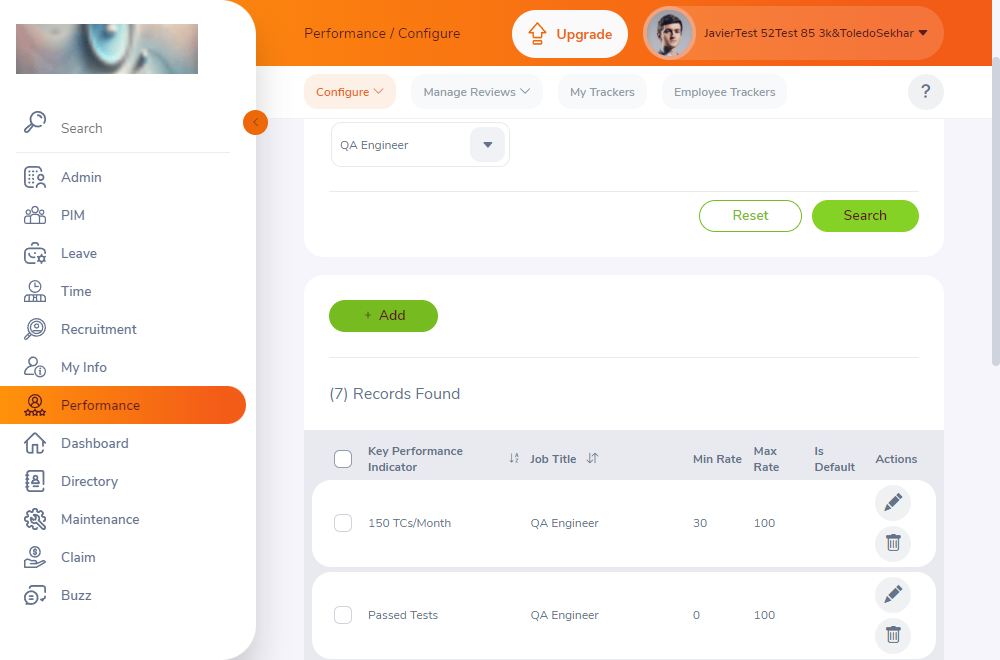 Performance / Configure
Upgrade
JavierTest 52Test 85 3k&ToledoSekhar
Configure
Manage Reviews
My Trackers
Employee Trackers
?
Search
Admin
PIM
Leave
Time
Recruitment
My Info
Performance
Dashboard
Directory
Maintenance
Claim
Buzz
QA Engineer
Reset
Search
+ Add
(7) Records Found
Key Performance Indicator
Job Title
Min Rate
Max Rate
Is Default
Actions
150 TCs/Month QA Engineer 30 100
Passed Tests QA Engineer 0 100